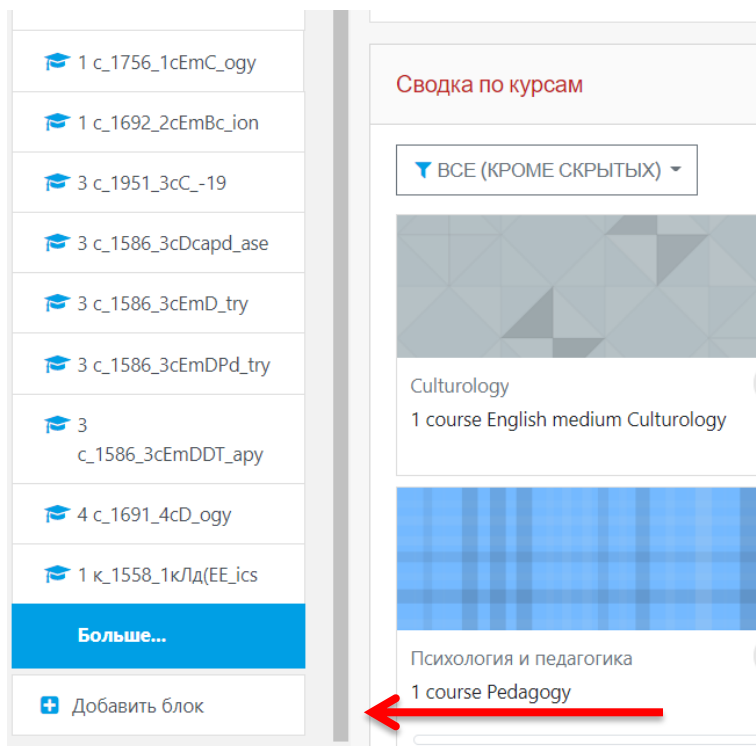 1 c_1756_1cEmC_ogy
1 c_1692_2cEmBc_ion
3 c_1951_3cC_-19
3 c_1586_3cDcapd_ase
3 c_1586_3cEmD_try
3 c_1586_3cEmDPd_try
3
c_1586_3cEmDDT_apy
4 c_1691_4cD_ogy
1 к_1558_1кЛд(EE_ics
Больше...
Добавить блок
Сводка по курсам
ВСЕ (КРОМЕ СКРЫТЫХ)
Culturology
1 course English medium Culturology
Психология и педагогика
1 course Pedagogy